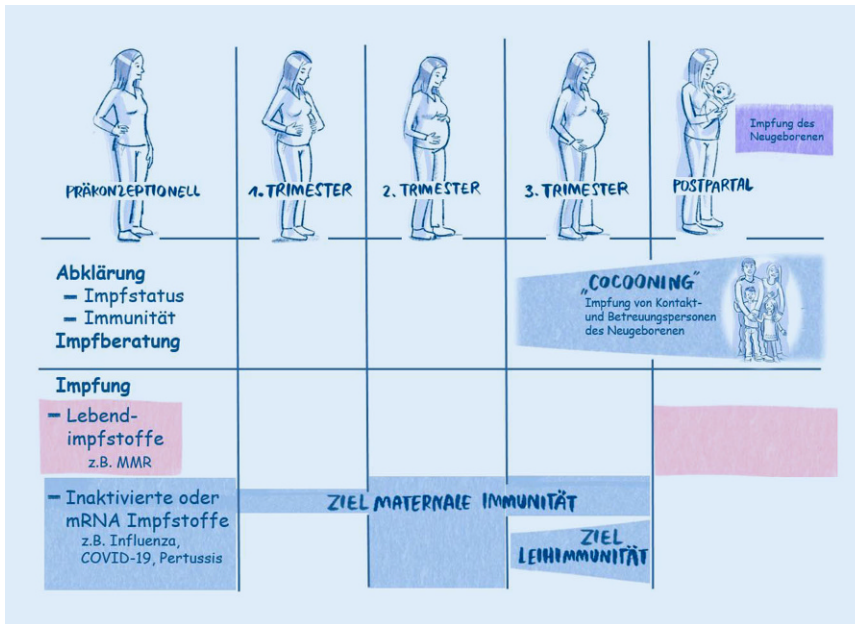 PRÄKONZEPTIONELL
1. TRIMESTER
2. TRIMESTER
3. TRIMESTER
POSTPARTAL
Impfung des
Neugeborenen
Abklärung
– Impfstatus
– Immunität
Impfberatung
„COCOONING"
Impfung von Kontakt-
und Betreuungspersonen
des Neugeborenen
Impfung
– Lebend-
impfstoffe
z.B. MMR
– Inaktivierte oder
mRNA Impfstoffe
z.B. Influenza,
COVID-19, Pertussis
ZIEL MATERNALE IMMUNITÄT
ZIEL
LEIHIMMUNITÄT